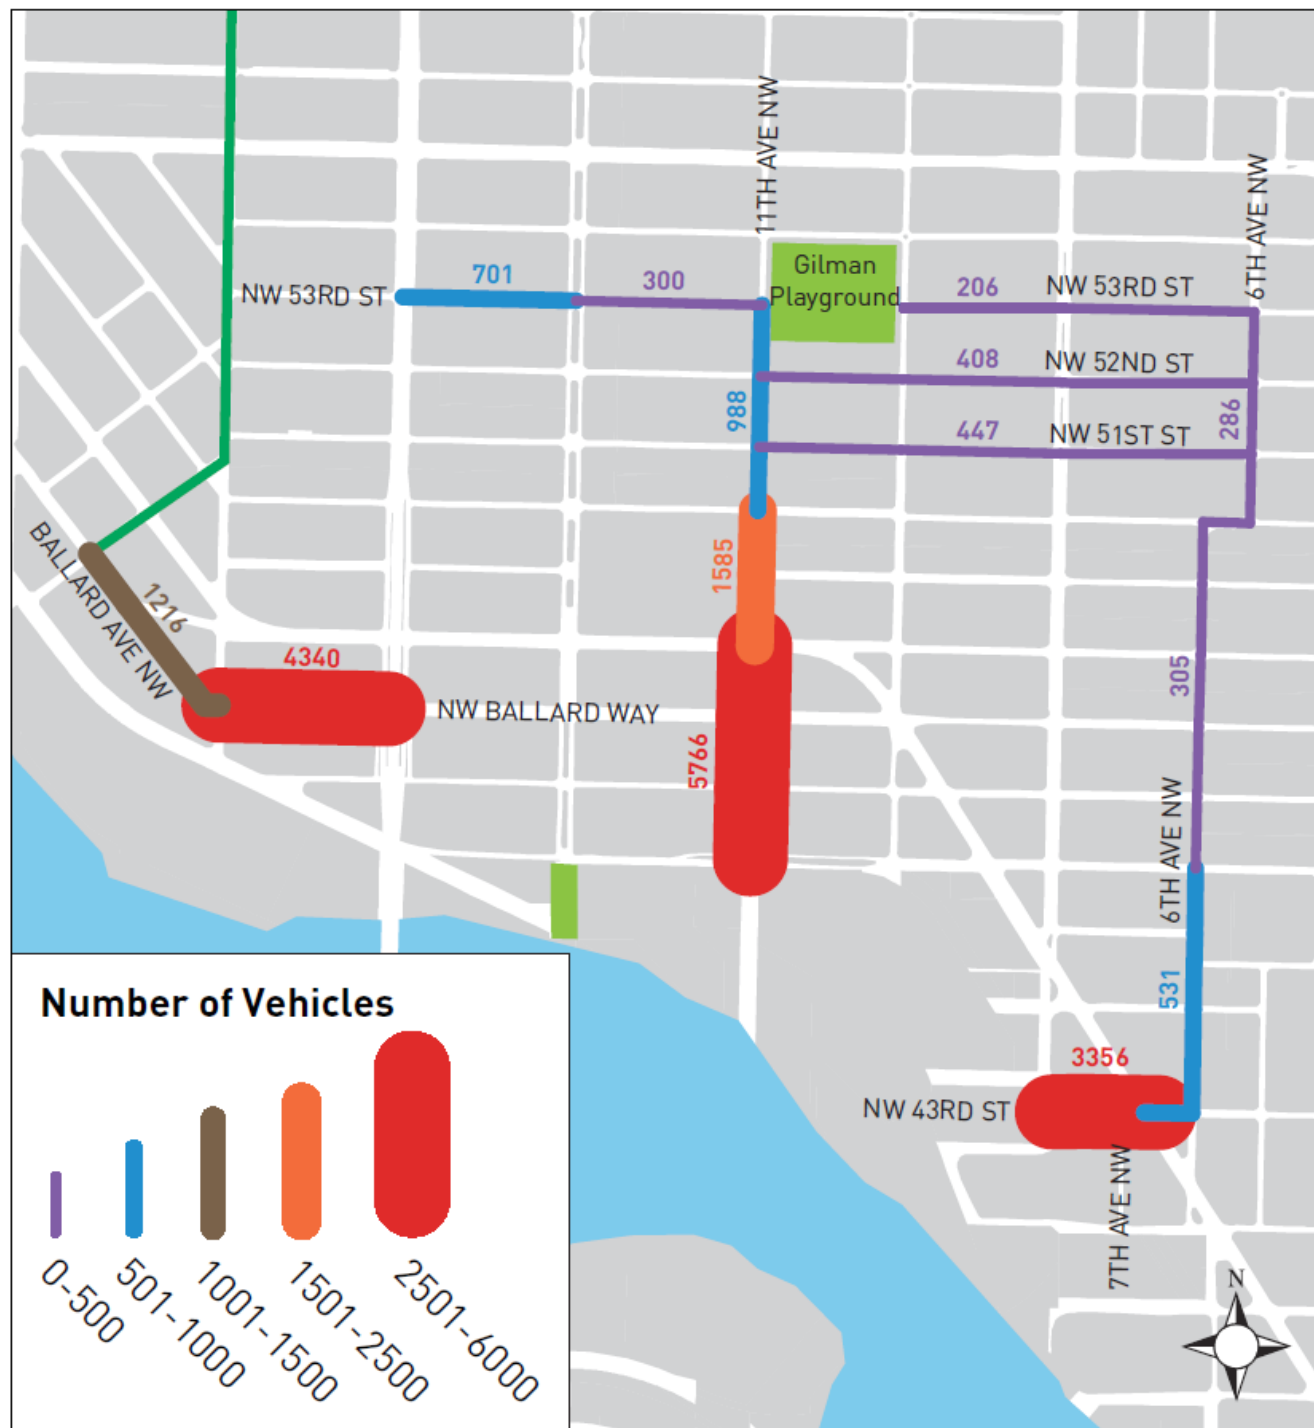 11TH AVE NW
6TH AVE NW
Gilman
Playground
NW 53RD ST
701
300
206
NW 53RD ST
408
NW 52ND ST
988
286
447
NW 51ST ST
BALLARD AVE NW
1216
1585
4340
NW BALLARD WAY
305
5766
6TH AVE NW
531
3356
NW 43RD ST
7TH AVE NW
N
Number of Vehicles
0-500
501-1000
1001-1500
1501-2500
2501-6000